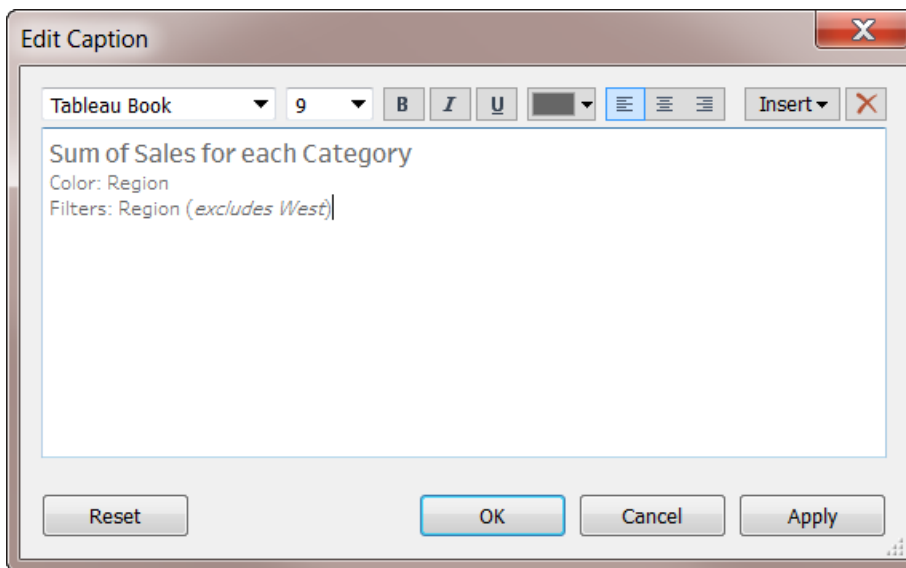 Edit Caption
Tableau Book 9 B I U Insert
Sum of Sales for each Category
Color: Region
Filters: Region (excludes West)
Reset OK Cancel Apply